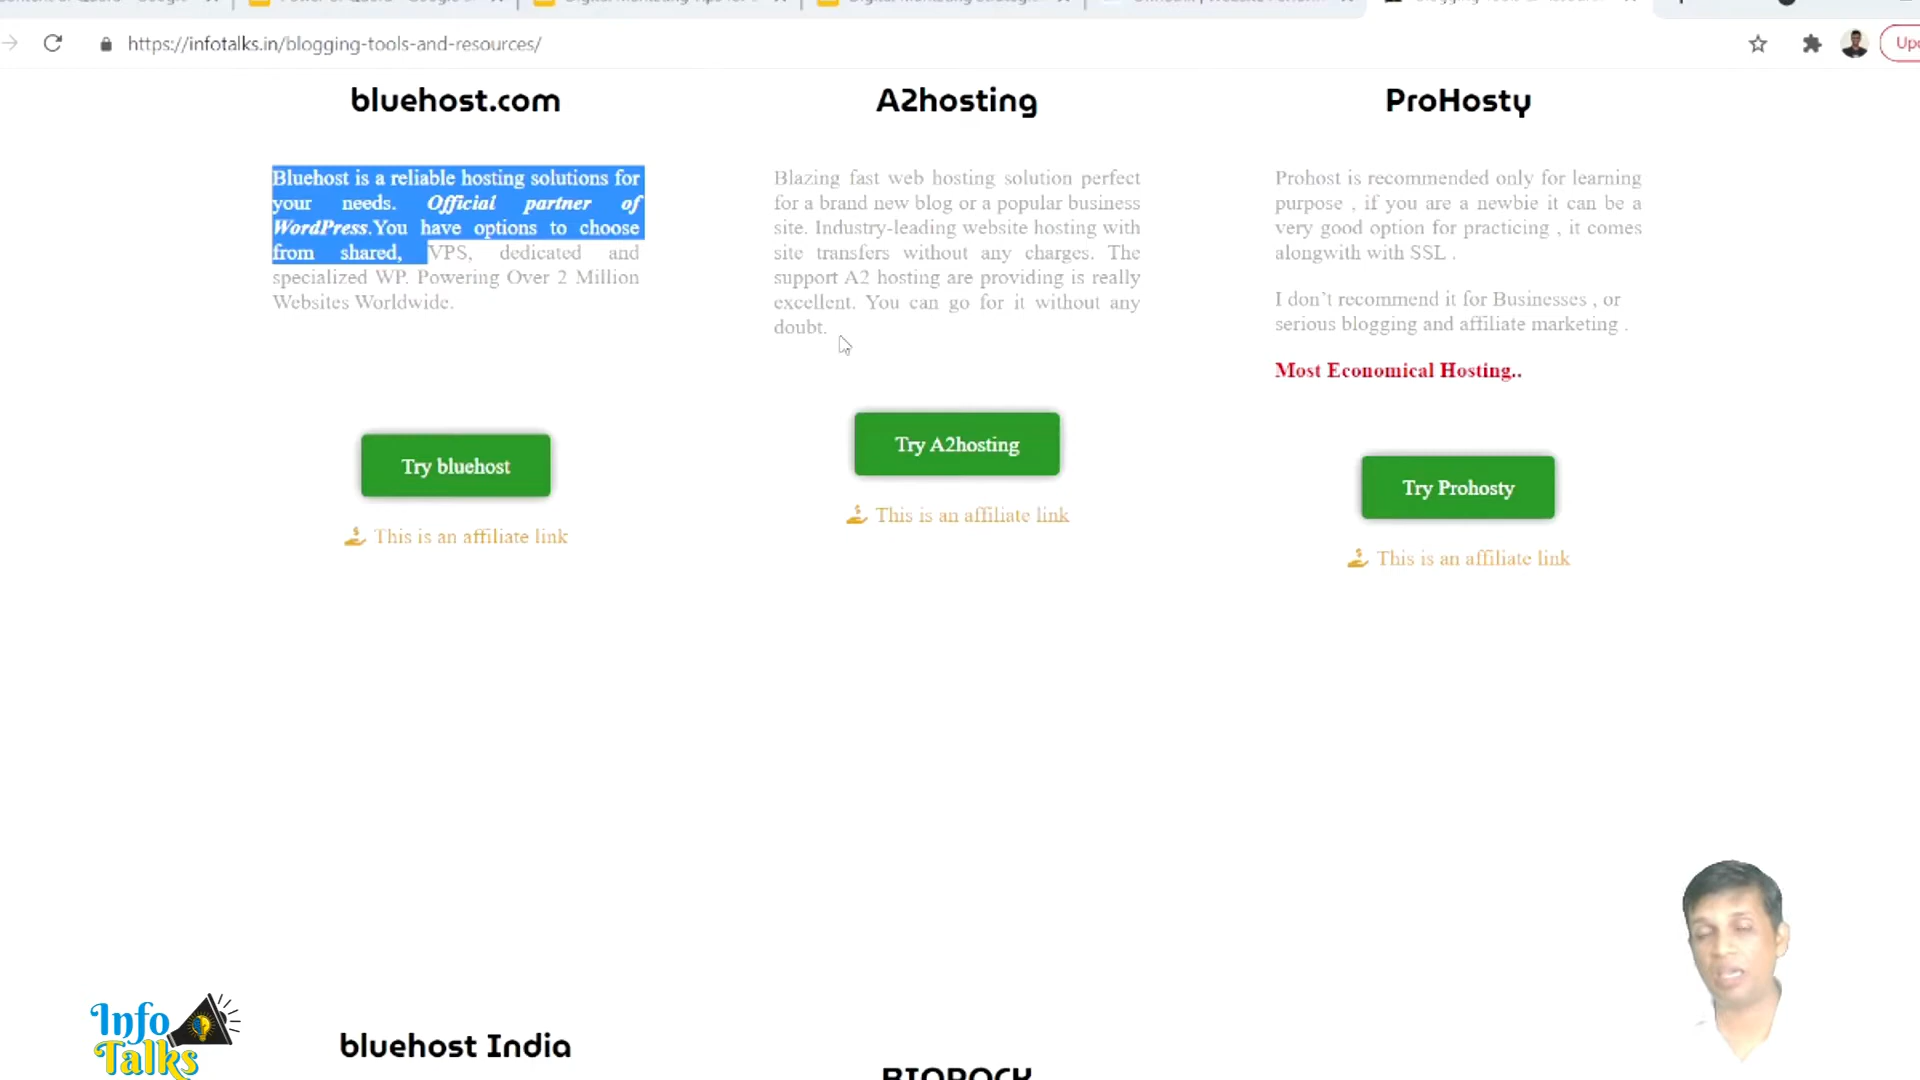 https://infotalks.in/blogging-tools-and-resources/
bluehost.com
Bluehost is a reliable hosting solutions for
your needs. Official partner of
WordPress.You have options to choose
from shared, VPS, dedicated and
specialized WP. Powering Over 2 Million
Websites Worldwide.
Try bluehost
This is an affiliate link
A2hosting
Blazing fast web hosting solution perfect
for a brand new blog or a popular business
site. Industry-leading website hosting with
site transfers without any charges. The
support A2 hosting are providing is really
excellent. You can go for it without any
doubt.
Try A2hosting
This is an affiliate link
ProHosty
Prohost is recommended only for learning
purpose , if you are a newbie it can be a
very good option for practicing , it comes
alongwith with SSL .
I don’t recommend it for Businesses , or
serious blogging and affiliate marketing .
Most Economical Hosting..
Try Prohosty
This is an affiliate link
Info
Talks
bluehost India